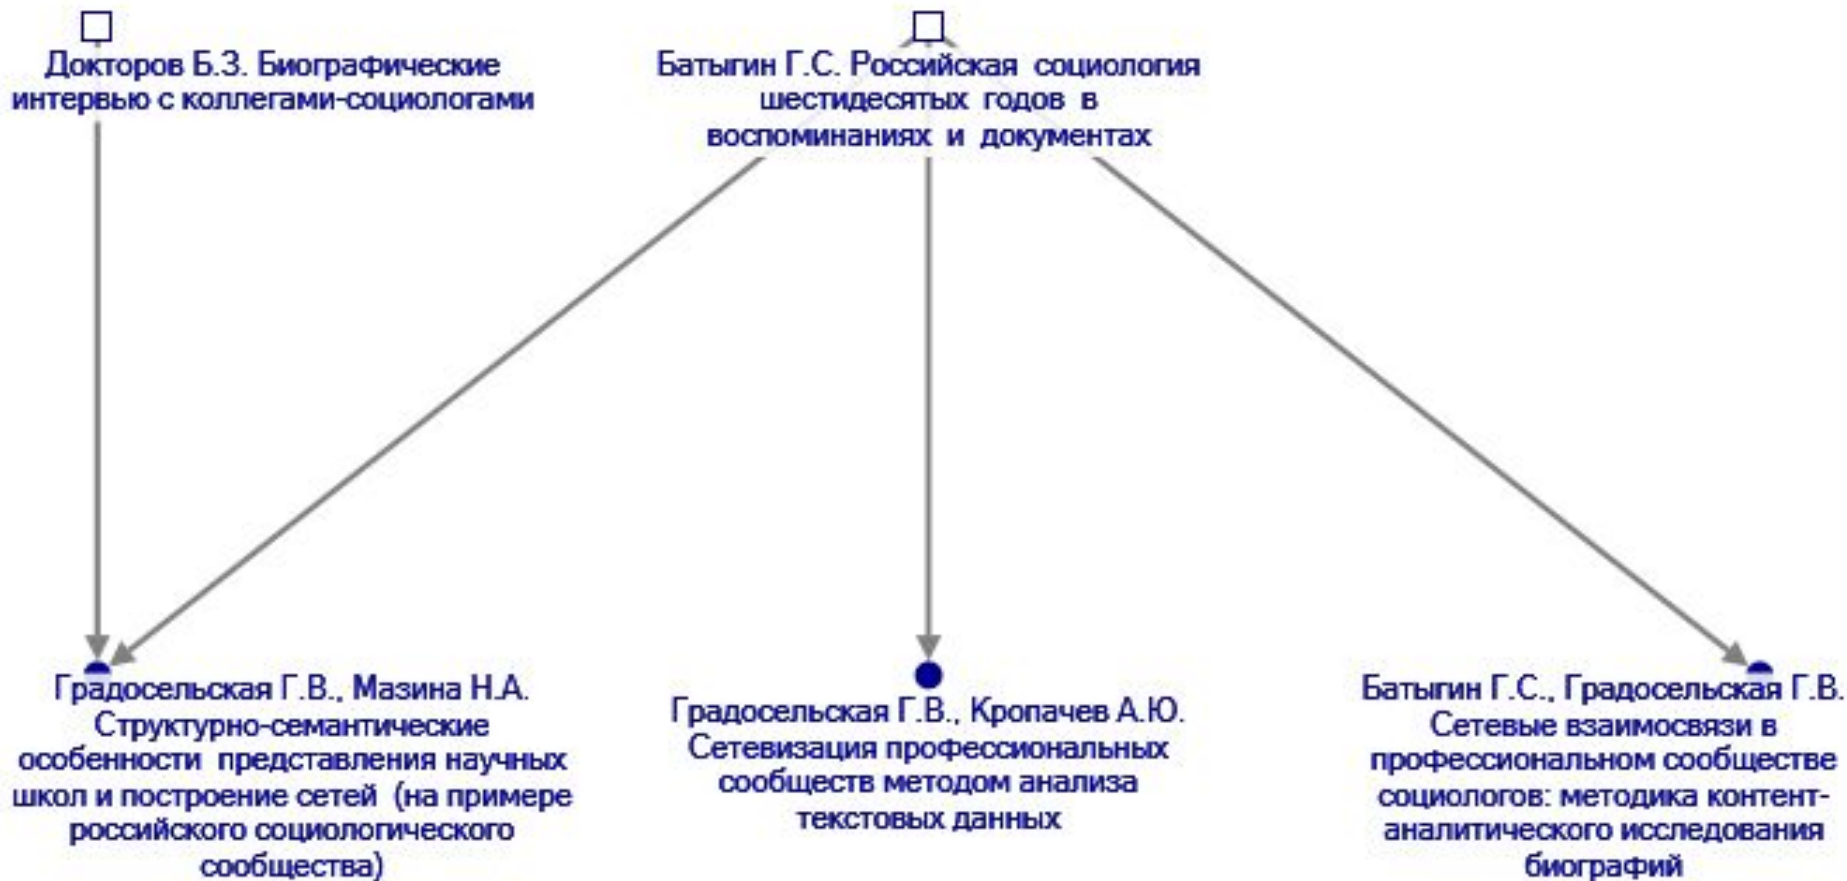 Докторов Б.З. Биографические
интервью с коллегами-социологами
Батыгин Г.С. Российская социология
шестидесятых годов в
воспоминаниях и документах
Градосельская Г.В., Мазина Н.А.
Структурно-семантические
особенности представления научных
школ и построение сетей (на примере
российского социологического
сообщества)
Градосельская Г.В., Кропачев А.Ю.
Сетевизация профессиональных
сообществ методом анализа
текстовых данных
Батыгин Г.С., Градосельская Г.В.
Сетевые взаимосвязи в
профессиональном сообществе
социологов: методика контент-
аналитического исследования
биографий